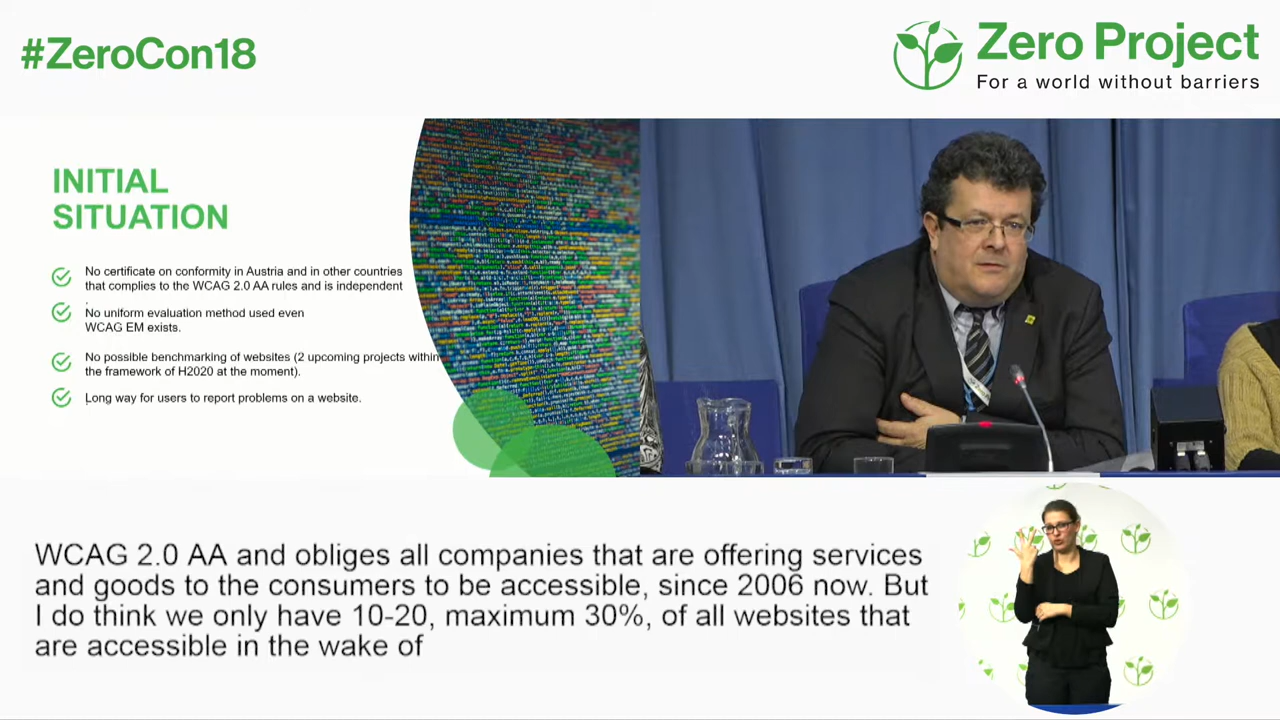 #ZeroCon18
Zero Project
For a world without barriers
INITIAL
SITUATION
No certificate on conformity in Austria and in other countries
that complies to the WCAG 2.0 AA rules and is independent
.
No uniform evaluation method used even
WCAG EM exists.
No possible benchmarking of websites (2 upcoming projects within
the framework of H2020 at the moment).
Long way for users to report problems on a website.
WCAG 2.0 AA and obliges all companies that are offering services
and goods to the consumers to be accessible, since 2006 now. But
I do think we only have 10-20, maximum 30%, of all websites that
are accessible in the wake of